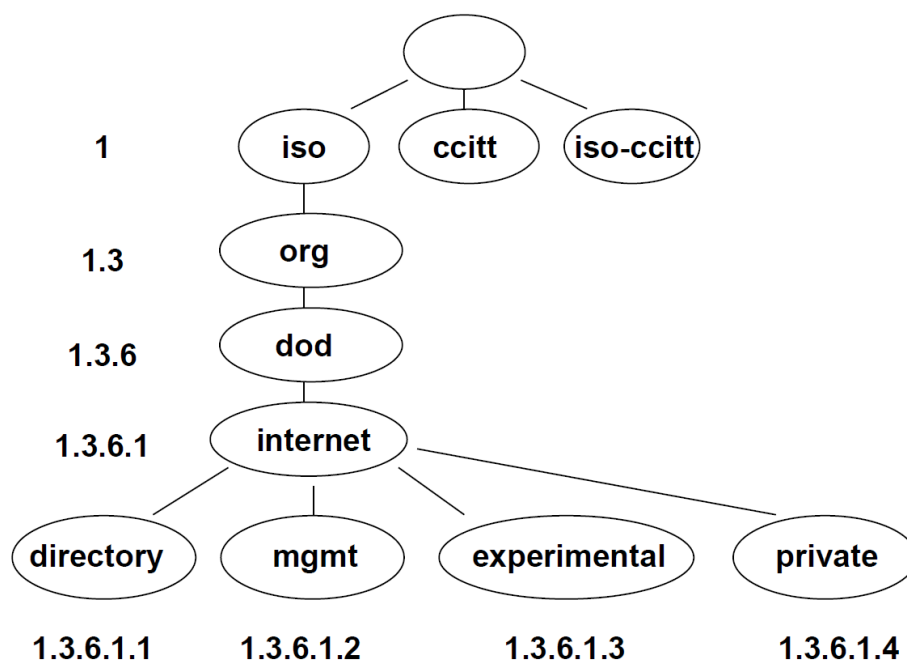 1 iso ccitt iso-ccitt
1.3 org
1.3.6 dod
1.3.6.1 internet
directory mgmt experimental private
1.3.6.1.1 1.3.6.1.2 1.3.6.1.3 1.3.6.1.4